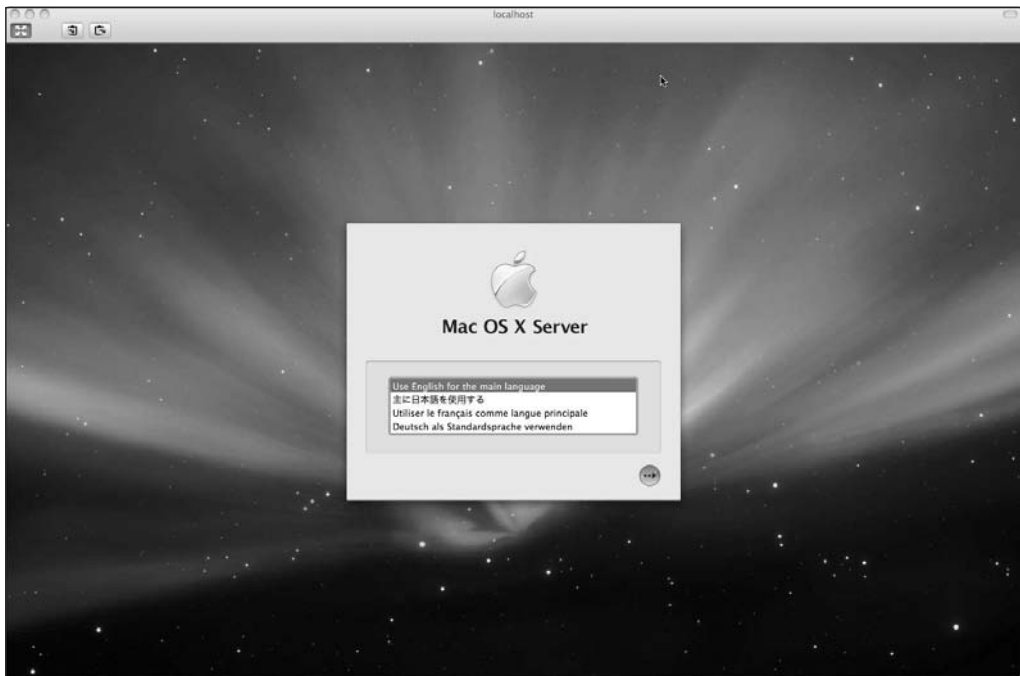 localhost
Mac OS X Server
Use English for the main language
主に日本語を使用する
Utiliser le français comme langue principale
Deutsch als Standardsprache verwenden